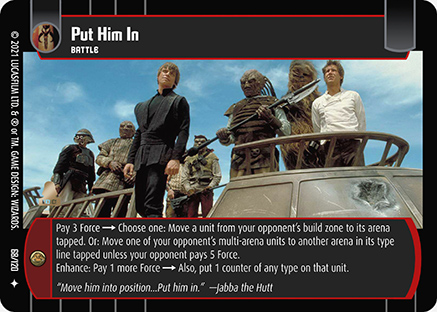 Put Him In
BATTLE
© 2021 LUCASFILM LTD. & ® OR TM. GAME DESIGN: WIZARDS.
68/120
Pay 3 Force → Choose one: Move a unit from your opponent's build zone to its arena
tapped. Or: Move one of your opponent's multi-arena units to another arena in its type
line tapped unless your opponent pays 5 Force.
Enhance: Pay 1 more Force → Also, put 1 counter of any type on that unit.
"Move him into position...Put him in." —Jabba the Hutt